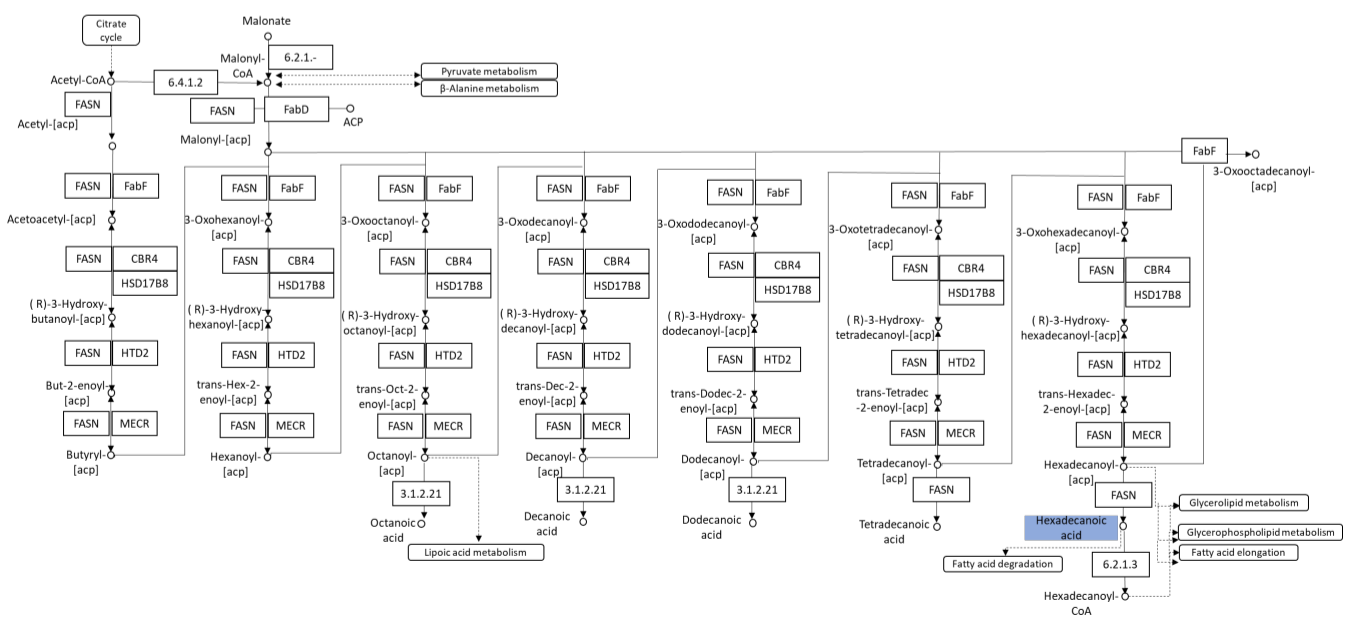 Citrate
cycle
Malonate
Malonyl-
CoA
6.2.1.-
Acetyl-CoA
6.4.1.2
Pyruvate metabolism
β-Alanine metabolism
FASN
Acetyl-[acp]
FASN
FabD
ACP
Malonyl-[acp]
FabF
3-Oxooctadecanoyl-
[acp]
FASN
FabF
Acetoacetyl-[acp]
FASN
CBR4
HSD17B8
( R)-3-Hydroxy-
butanoyl-[acp]
FASN
HTD2
But-2-enoyl-
[acp]
FASN
MECR
Butyryl-
[acp]
FASN
FabF
3-Oxohexanoyl-
[acp]
FASN
CBR4
HSD17B8
( R)-3-Hydroxy-
hexanoyl-[acp]
FASN
HTD2
trans-Hex-2-
enoyl-[acp]
FASN
MECR
Hexanoyl-
[acp]
FASN
FabF
3-Oxooctanoyl-
[acp]
FASN
CBR4
HSD17B8
( R)-3-Hydroxy-
octanoyl-[acp]
FASN
HTD2
trans-Oct-2-
enoyl-[acp]
FASN
MECR
Octanoyl-
[acp]
3.1.2.21
Octanoic
acid
Lipoic acid metabolism
FASN
FabF
3-Oxodecanoyl-
[acp]
FASN
CBR4
HSD17B8
( R)-3-Hydroxy-
decanoyl-[acp]
FASN
HTD2
trans-Dec-2-
enoyl-[acp]
FASN
MECR
Decanoyl-
[acp]
3.1.2.21
Decanoic
acid
FASN
FabF
3-Oxododecanoyl-
[acp]
FASN
CBR4
HSD17B8
( R)-3-Hydroxy-
dodecanoyl-[acp]
FASN
HTD2
trans-Dodec-2-
enoyl-[acp]
FASN
MECR
Dodecanoyl-
[acp]
3.1.2.21
Dodecanoic
acid
FASN
FabF
3-Oxotetradecanoyl-
[acp]
FASN
CBR4
HSD17B8
( R)-3-Hydroxy-
tetradecanoyl-[acp]
FASN
HTD2
trans-Tetradec
-2-enoyl-[acp]
FASN
MECR
Tetradecanoyl-
[acp]
FASN
Tetradecanoic
acid
FASN
FabF
3-Oxohexadecanoyl-
[acp]
FASN
CBR4
HSD17B8
( R)-3-Hydroxy-
hexadecanoyl-[acp]
FASN
HTD2
trans-Hexadec-
2-enoyl-[acp]
FASN
MECR
Hexadecanoyl-
[acp]
FASN
Hexadecanoic
acid
Fatty acid degradation
6.2.1.3
Hexadecanoyl-
CoA
Glycerolipid metabolism
Glycerophospholipid metabolism
Fatty acid elongation